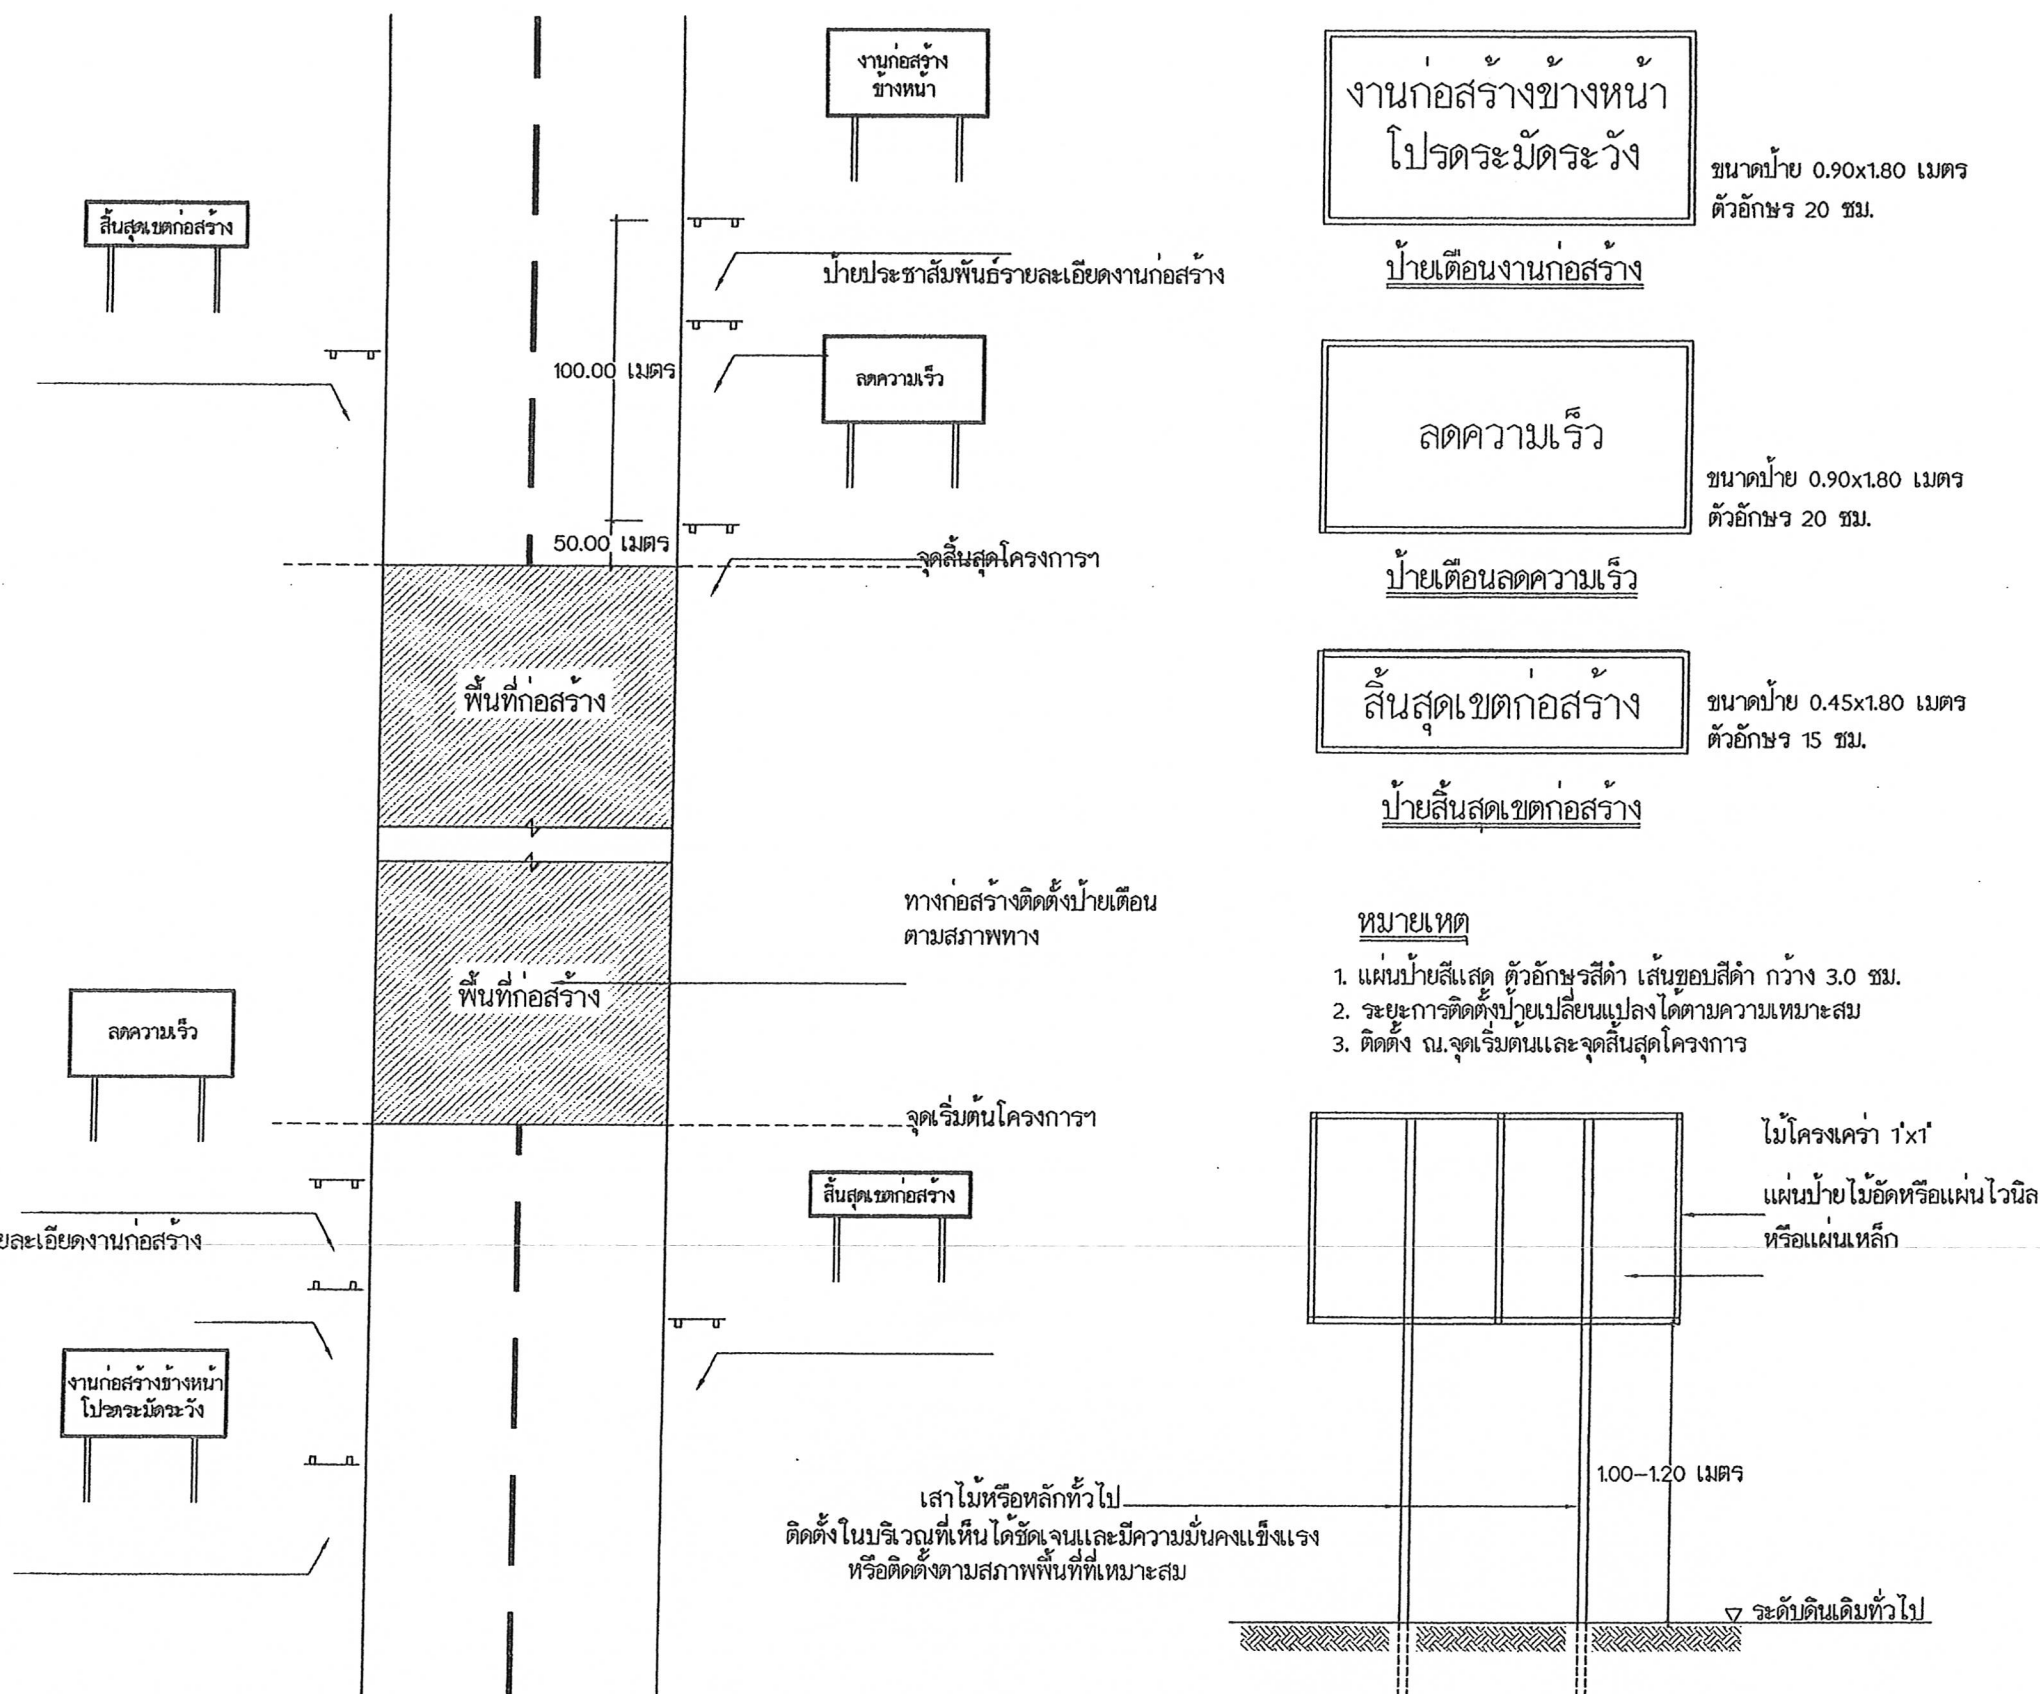 งานก่อสร้าง
ข้างหน้า
สิ้นสุดเขตก่อสร้าง
ป้ายประชาสัมพันธ์รายละเอียดงานก่อสร้าง
100.00 เมตร
ลดความเร็ว
50.00 เมตร
จุดสิ้นสุดโครงการฯ
พื้นที่ก่อสร้าง
ทางก่อสร้างติดตั้งป้ายเตือน
ตามสภาพทาง
พื้นที่ก่อสร้าง
ลดความเร็ว
จุดเริ่มต้นโครงการฯ
สิ้นสุดเขตก่อสร้าง
ยละเอียดงานก่อสร้าง
งานก่อสร้างข้างหน้า
โปรดระมัดระวัง
งานก่อสร้างข้างหน้า
โปรดระมัดระวัง
ขนาดป้าย 0.90x1.80 เมตร
ตัวอักษร 20 ซม.
ป้ายเตือนงานก่อสร้าง
ลดความเร็ว
ขนาดป้าย 0.90x1.80 เมตร
ตัวอักษร 20 ซม.
ป้ายเตือนลดความเร็ว
สิ้นสุดเขตก่อสร้าง
ขนาดป้าย 0.45x1.80 เมตร
ตัวอักษร 15 ซม.
ป้ายสิ้นสุดเขตก่อสร้าง
หมายเหตุ
1. แผ่นป้ายสีแสด ตัวอักษรสีดำ เส้นขอบสีดำ กว้าง 3.0 ซม.
2. ระยะการติดตั้งป้ายเปลี่ยนแปลงได้ตามความเหมาะสม
3. ติดตั้ง ณ.จุดเริ่มต้นและจุดสิ้นสุดโครงการ
ไม้โครงเคร่า 1"x1"
แผ่นป้ายไม้อัดหรือแผ่นไวนิล
หรือแผ่นเหล็ก
1.00-1.20 เมตร
เสาไม้หรือหลักทั่วไป
ติดตั้งในบริเวณที่เห็นได้ชัดเจนและมีความมั่นคงแข็งแรง
หรือติดตั้งตามสภาพพื้นที่ที่เหมาะสม
ระดับดินเดิมทั่วไป